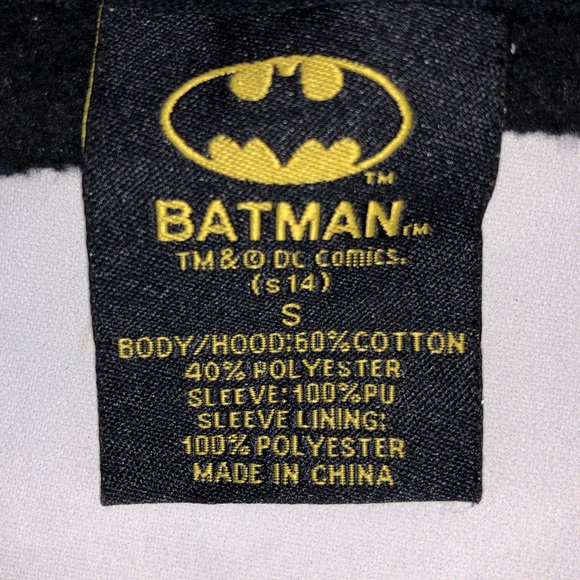 TM
BATMAN TM
TM & © DC comics.
(s14)
S
BODY/HOOD:60%COTTON
40% POLYESTER
SLEEVE:100%PU
SLEEVE LINING:
100% POLYESTER
MADE IN CHINA